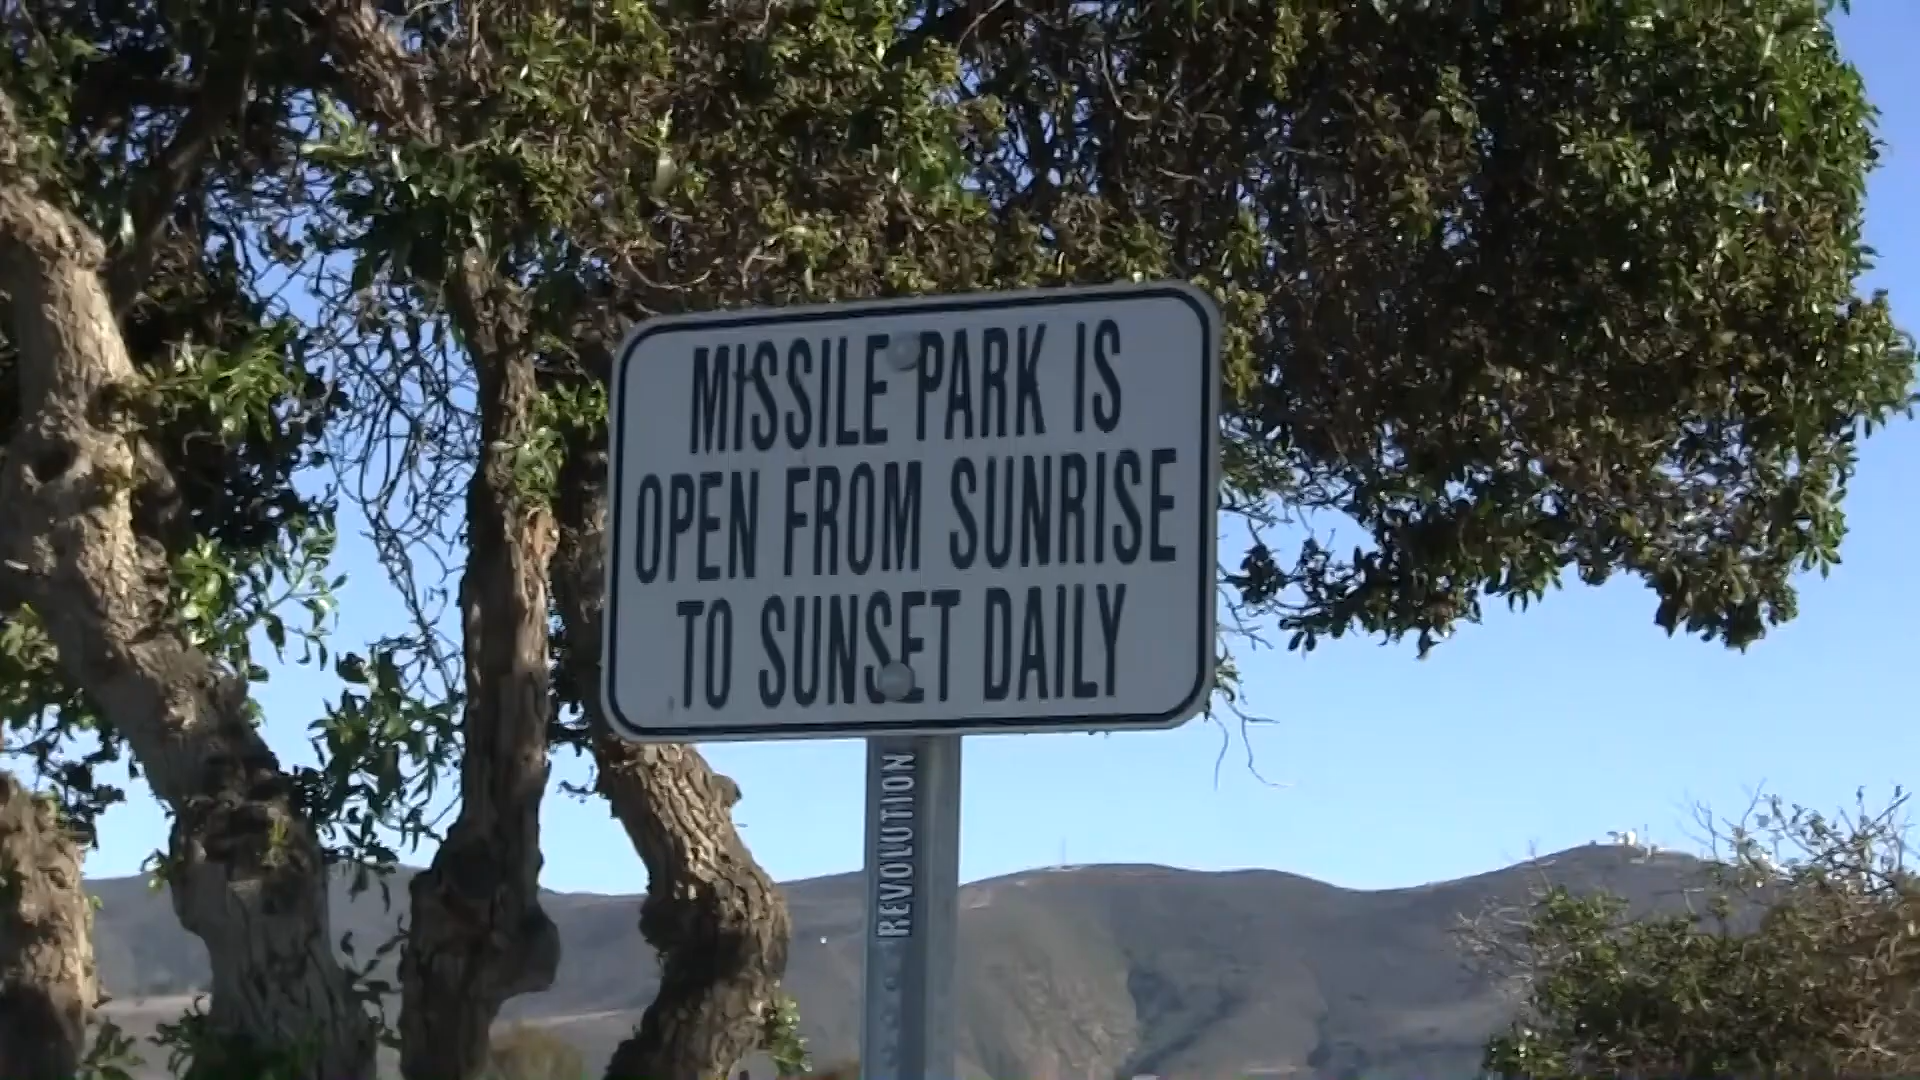 MISSILE PARK IS
OPEN FROM SUNRISE
TO SUNSET DAILY
REVOLUTION